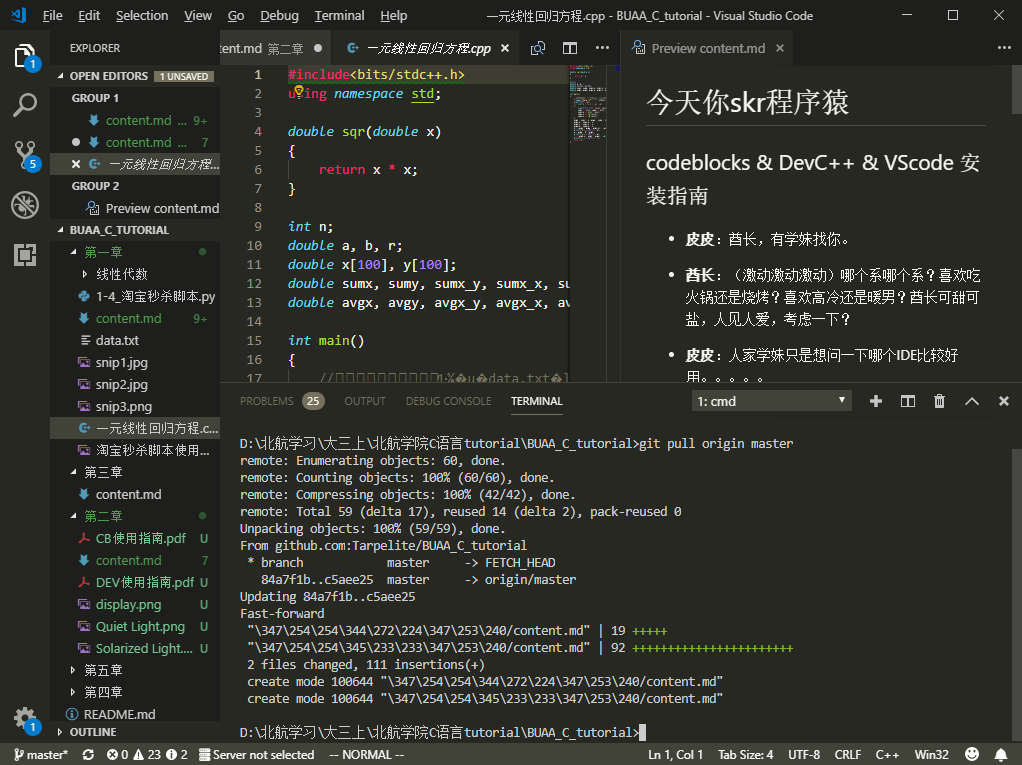 File Edit Selection View Go Debug Terminal Help 一元线性回归方程.cpp - BUAA_C_tutorial - Visual Studio Code
EXPLORER
OPEN EDITORS 1 UNSAVED
GROUP 1
content.md ... 9+
content.md ... 7
一元线性回归方程...
GROUP 2
Preview content.md
BUAA_C_TUTORIAL
第一章
线性代数
1-4_淘宝秒杀脚本.py
content.md 9+
data.txt
snip1.jpg
snip2.jpg
snip3.png
一元线性回归方程.c...
淘宝秒杀脚本使用...
第三章
content.md
第二章
CB使用指南.pdf U
content.md 7
DEV使用指南.pdf U
display.png U
Quiet Light.png U
Solarized Light.... U
第五章
第四章
README.md
OUTLINE
1
5
1
tent.md 第二章
一元线性回归方程.cpp
1 #include<bits/stdc++.h>
2 using namespace std;
3
4 double sqr(double x)
5 {
6 return x * x;
7 }
8
9 int n;
10 double a, b, r;
11 double x[100], y[100];
12 double sumx, sumy, sumx_y, sumx_x, su
13 double avgx, avgy, avgx_y, avgx_x, av
14
15 int main()
16 {
17 //
Preview content.md
今天你skr程序猿
codeblocks & DevC++ & VScode 安
装指南
• 皮皮：酋长，有学妹找你。
• 酋长：（激动激动激动）哪个系哪个系？喜欢吃
火锅还是烧烤？喜欢高冷还是暖男？酋长可甜可
盐，人见人爱，考虑一下？
• 皮皮：人家学妹只是想问一下哪个IDE比较好
用。。。。。
PROBLEMS 25 OUTPUT DEBUG CONSOLE TERMINAL 1: cmd
D:\北航学习\大三上\北航学院C语言tutorial\BUAA_C_tutorial>git pull origin master
remote: Enumerating objects: 60, done.
remote: Counting objects: 100% (60/60), done.
remote: Compressing objects: 100% (42/42), done.
remote: Total 59 (delta 17), reused 14 (delta 2), pack-reused 0
Unpacking objects: 100% (59/59), done.
From github.com:Tarpelite/BUAA_C_tutorial
* branch master -> FETCH_HEAD
84a7f1b..c5aee25 master -> origin/master
Updating 84a7f1b..c5aee25
Fast-forward
"\347\254\254\344\272\224\347\253\240/content.md" | 19 +++++
"\347\254\254\345\233\233\347\253\240/content.md" | 92 +++++++++++++++++++++++
2 files changed, 111 insertions(+)
create mode 100644 "\347\254\254\344\272\224\347\253\240/content.md"
create mode 100644 "\347\254\254\345\233\233\347\253\240/content.md"
D:\北航学习\大三上\北航学院C语言tutorial\BUAA_C_tutorial>
master* 0 23 2 Server not selected -- NORMAL -- Ln 1, Col 1 Tab Size: 4 UTF-8 CRLF C++ Win32